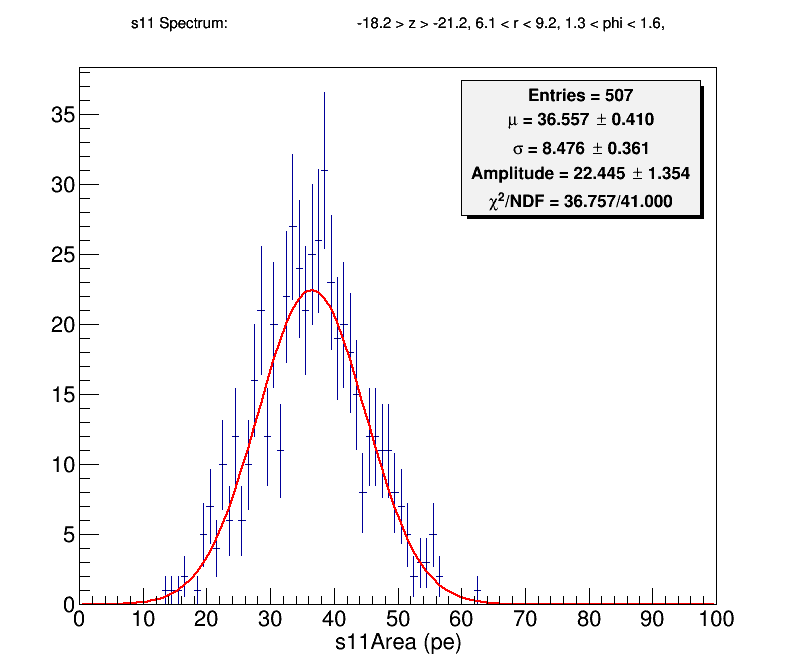 s11 Spectrum: -18.2 > z > -21.2, 6.1 < r < 9.2, 1.3 < phi < 1.6,
Entries = 507
μ = 36.557 ± 0.410
σ = 8.476 ± 0.361
Amplitude = 22.445 ± 1.354
χ²/NDF = 36.757/41.000
35
30
25
20
15
10
5
0
0 10 20 30 40 50 60 70 80 90 100
s11Area (pe)